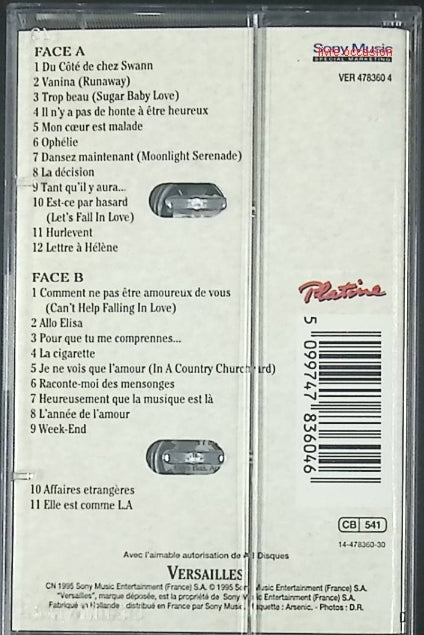 FACE A
1 Du Côté de chez Swann
2 Vanina (Runaway)
3 Trop beau (Sugar Baby Love)
4 Il n'y a pas de honte à être heureux
5 Mon cœur est malade
6 Ophélie
7 Dansez maintenant (Moonlight Serenade)
8 La décision
9 Tant qu'il y aura...
10 Est-ce par hasard
(Let's Fall In Love)
11 Hurlevent
12 Lettre à Hélène
Sony Music
livre occasion
SPECIAL MARKETING
VER 478360 4
FACE B
1 Comment ne pas être amoureux de vous
(Can't Help Falling In Love)
2 Allo Elisa
3 Pour que tu me comprennes...
4 La cigarette
5 Je ne vois que l'amour (In A Country Churchyard)
6 Raconte-moi des mensonges
7 Heureusement que la musique est là
8 L'année de l'amour
9 Week-End
10 Affaires etrangères
11 Elle est comme L.A
Platine
5 099747 836046
CB 541
14-478360-30
Avec l'aimable autorisation de Disques
VERSAILLES
CN 1995 Sony Music Entertainment (France) S.A. © 1995 Sony Music Entertainment (France) S.A.
"Versailles", marque déposée, est la propriété de Sony Music Entertainment (France) S.A.
Fabriqué en Hollande distribué en France par Sony Music. Maquette : Arsenic. - Photos : D.R.